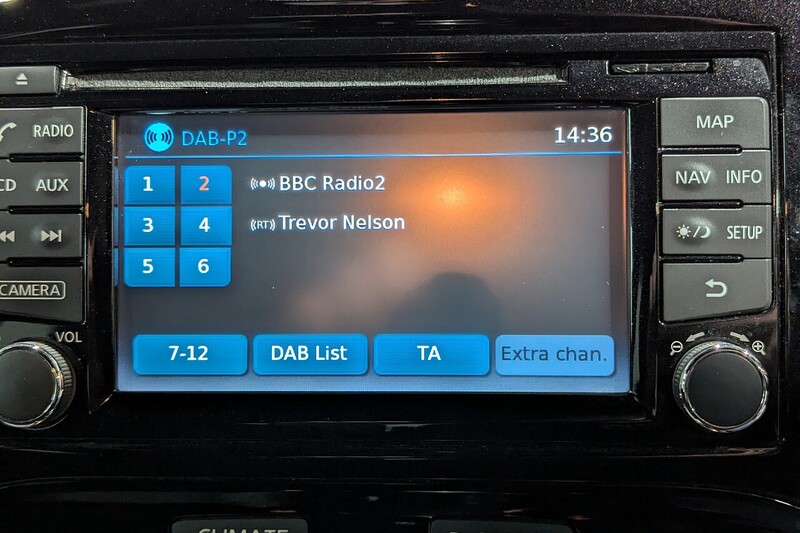 DAB-P2 14:36
1 2 BBC Radio2
3 4 (RT) Trevor Nelson
5 6
7-12 DAB List TA Extra chan.
RADIO
CD AUX
CAMERA
VOL
MAP
NAV INFO
SETUP
CLIMATE